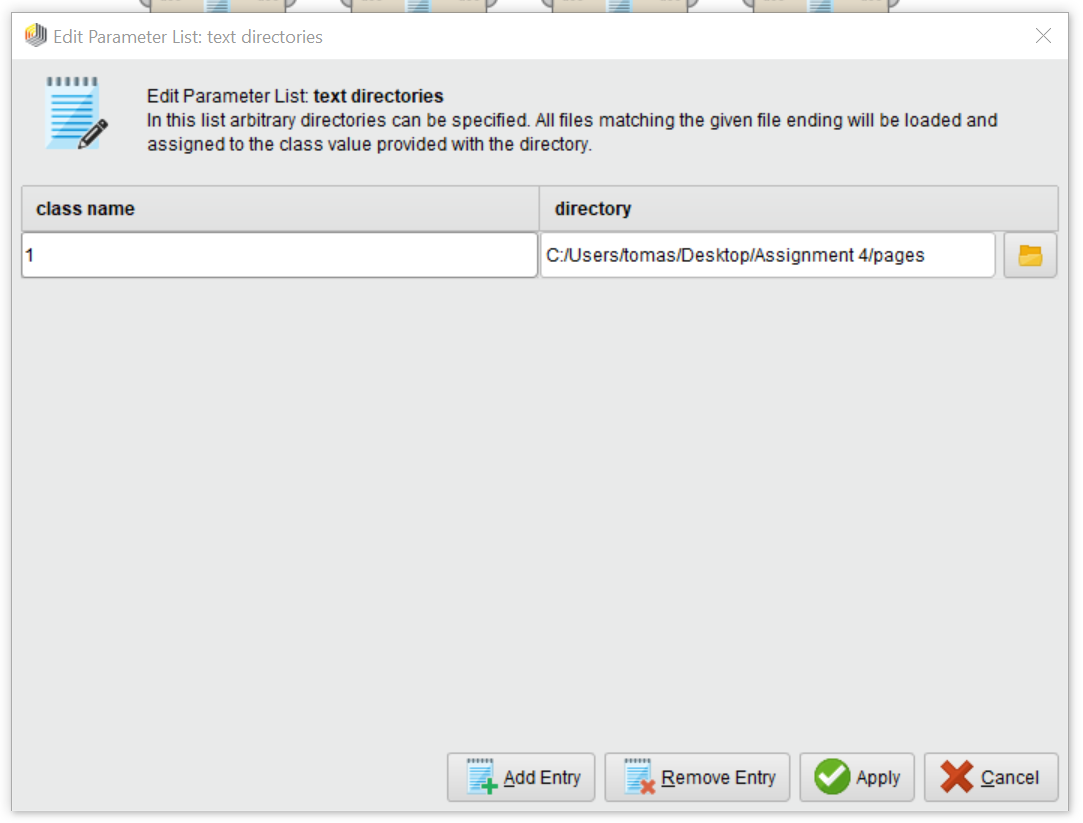 Edit Parameter List: text directories
Edit Parameter List: text directories
In this list arbitrary directories can be specified. All files matching the given file ending will be loaded and
assigned to the class value provided with the directory.
class name directory
1 C:/Users/tomas/Desktop/Assignment 4/pages
Add Entry Remove Entry Apply Cancel